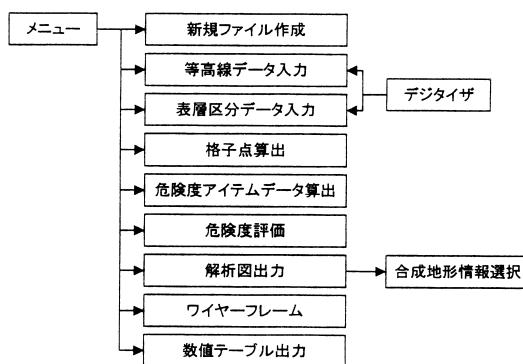 メニュー
新規ファイル作成
等高線データ入力
デジタイザ
表層区分データ入力
格子点算出
危険度アイテムデータ算出
危険度評価
解析図出力
合成地形情報選択
ワイヤーフレーム
数値テーブル出力